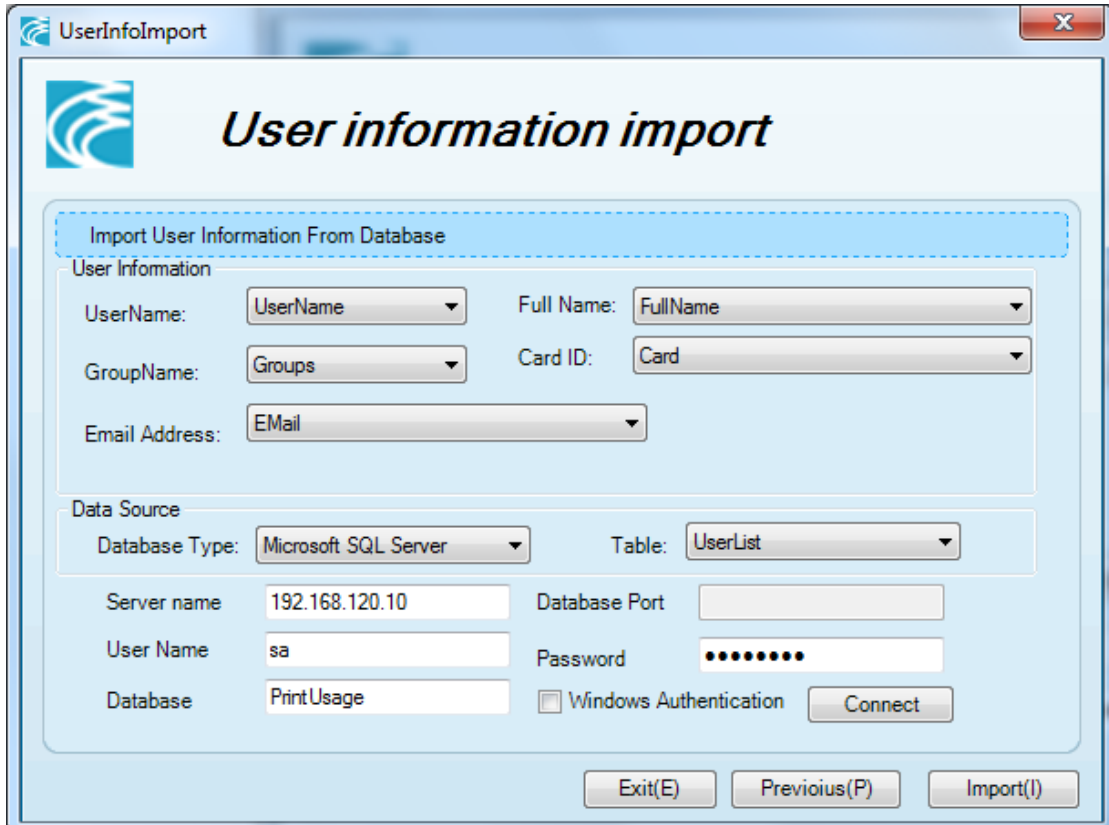 UserInfoImport
User information import
Import User Information From Database
User Information
UserName: UserName Full Name: FullName
GroupName: Groups Card ID: Card
Email Address: EMail
Data Source
Database Type: Microsoft SQL Server Table: UserList
Server name 192.168.120.10 Database Port
User Name sa Password ●●●●●●●●
Database PrintUsage Windows Authentication Connect
Exit(E) Previoius(P) Import(I)